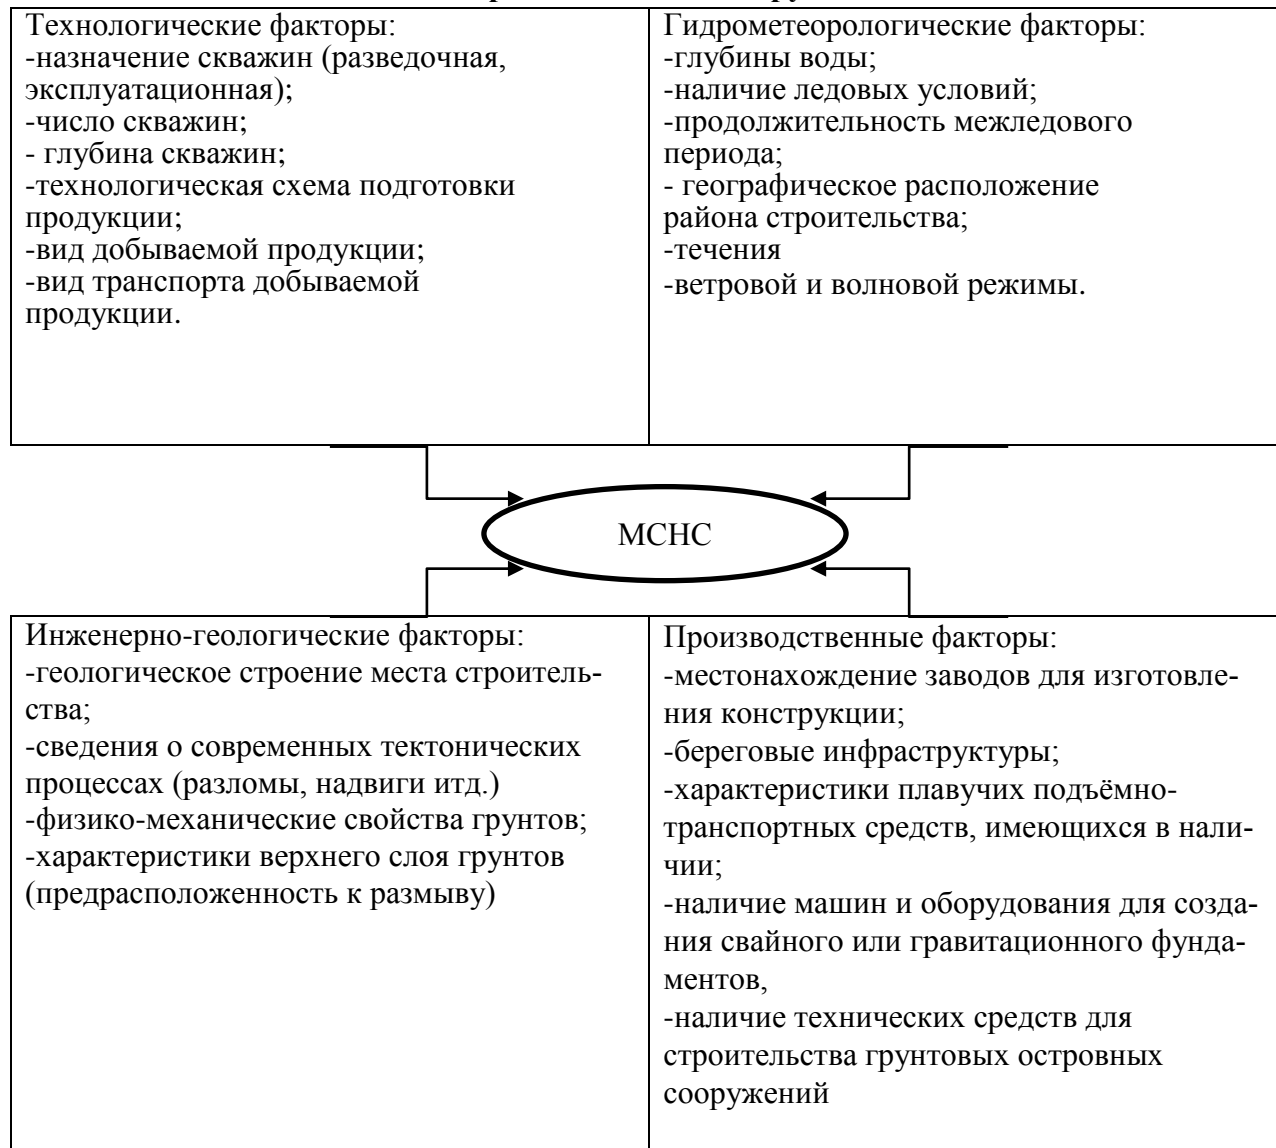 Технологические факторы:
-назначение скважин (разведочная,
эксплуатационная);
-число скважин;
- глубина скважин;
-технологическая схема подготовки
продукции;
-вид добываемой продукции;
-вид транспорта добываемой
продукции.
Гидрометеорологические факторы:
-глубины воды;
-наличие ледовых условий;
-продолжительность межледового
периода;
- географическое расположение
района строительства;
-течения
-ветровой и волновой режимы.
МСНС
Инженерно-геологические факторы:
-геологическое строение места строитель-
ства;
-сведения о современных тектонических
процессах (разломы, надвиги итд.)
-физико-механические свойства грунтов;
-характеристики верхнего слоя грунтов
(предрасположенность к размыву)
Производственные факторы:
-местонахождение заводов для изготовле-
ния конструкции;
-береговые инфраструктуры;
-характеристики плавучих подъёмно-
транспортных средств, имеющихся в нали-
чии;
-наличие машин и оборудования для созда-
ния свайного или гравитационного фунда-
ментов,
-наличие технических средств для
строительства грунтовых островных
сооружений